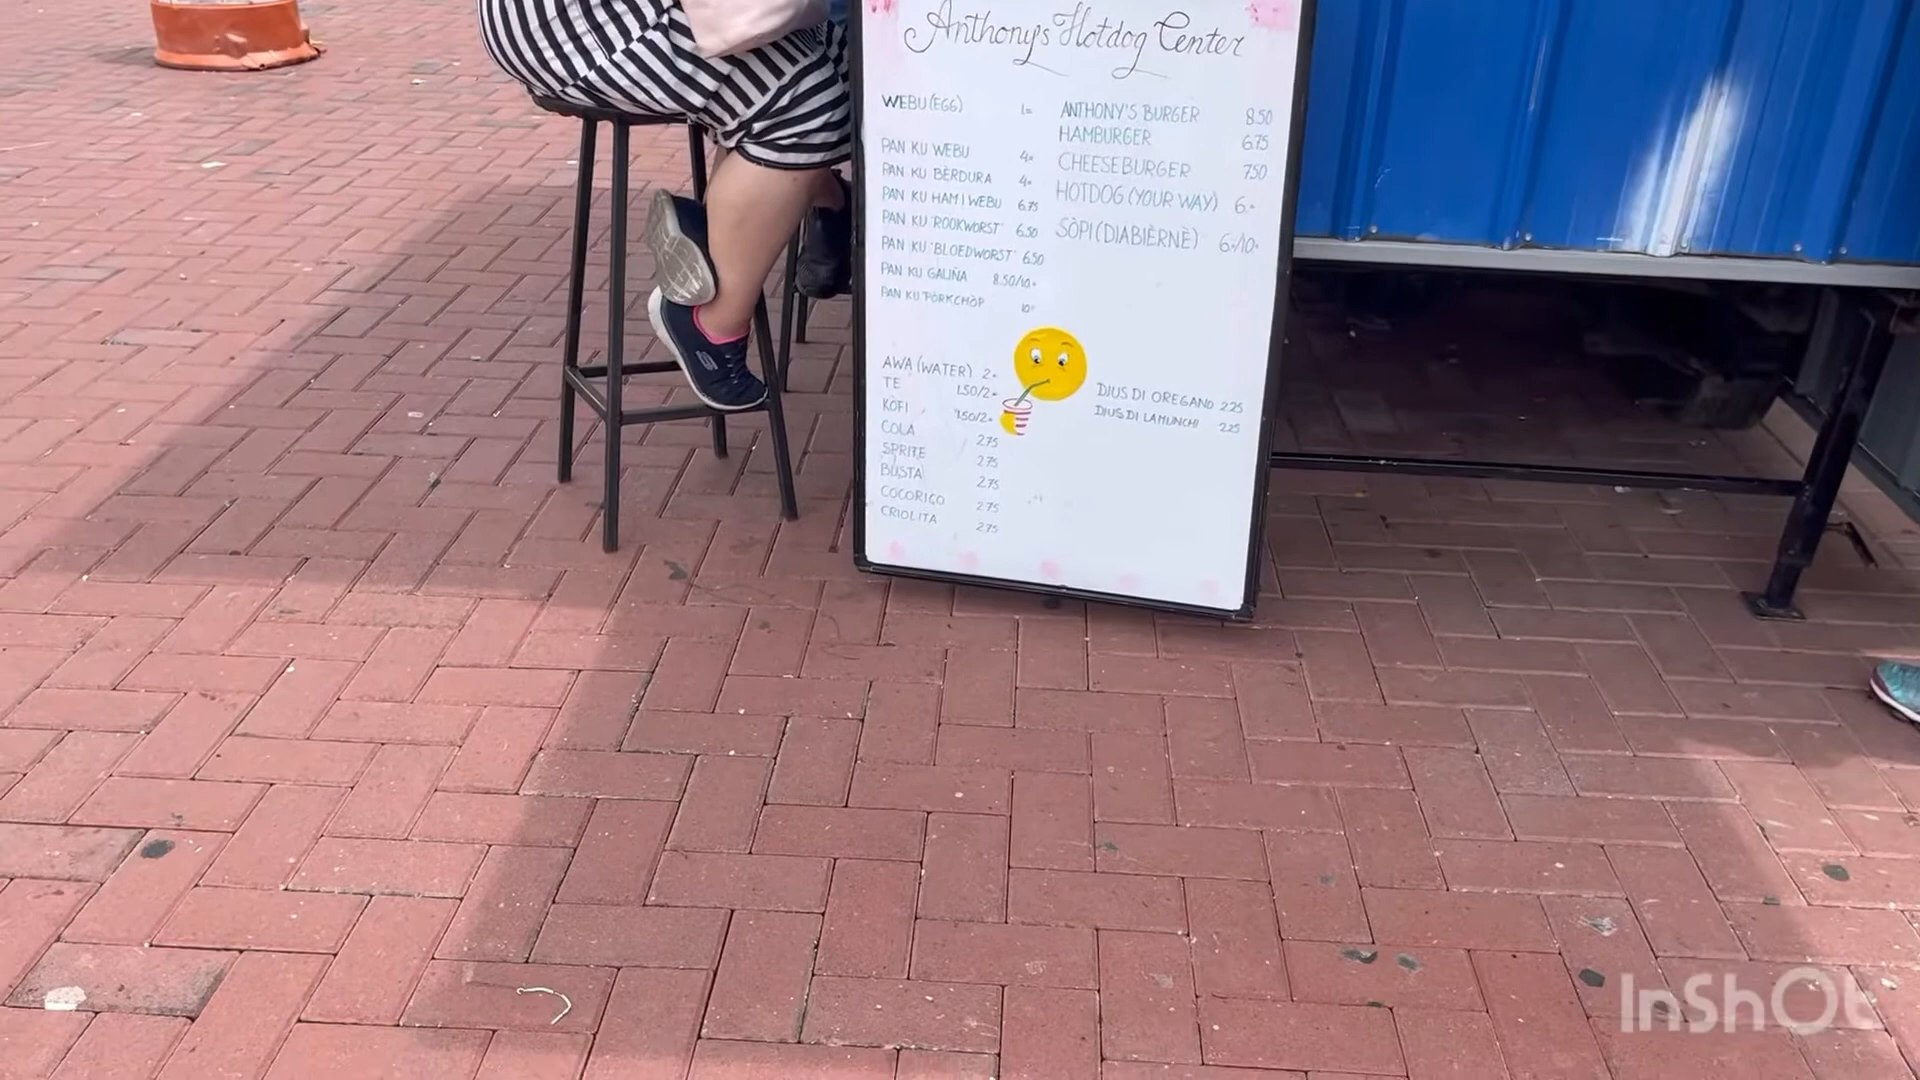 Anthony's Hotdog Center
WEBU (EGG) 1=
PAN KU WEBU 4=
PAN KU BÈRDURA 4=
PAN KU HAM I WEBU 6.75
PAN KU 'ROOKWORST' 6.50
PAN KU 'BLOEDWORST' 6.50
PAN KU GALIÑA 8.50/10=
PAN KU 'PORKCHÒP 10=
ANTHONY'S BURGER 8.50
HAMBURGER 6.75
CHEESEBURGER 7.50
HOTDOG (YOUR WAY) 6.=
SÒPI (DIABIÈRNÈ) 6=/10=
AWA (WATER) 2=
TE 1.50/2=
KÒFI 1.50/2=
COLA 2.75
SPRITE 2.75
BUSTA 2.75
COCORICO 2.75
CRIOLITA 2.75
DJUS DI OREGANO 2.25
DJUS DI LAMUNCHI 2.25
InShOt